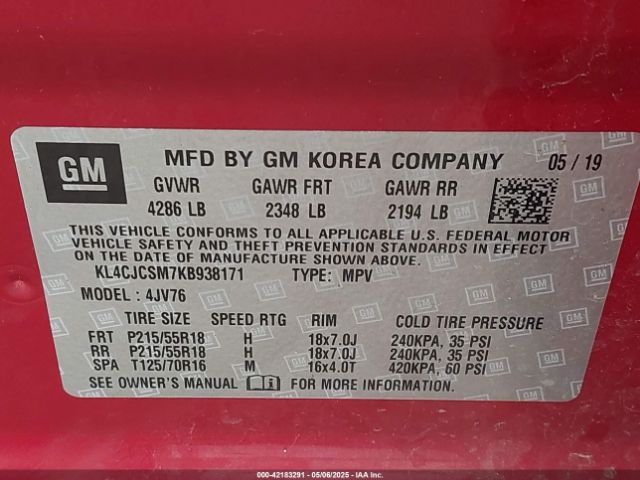 GM
MFD BY GM KOREA COMPANY 05 / 19
GVWR GAWR FRT GAWR RR
4286 LB 2348 LB 2194 LB
THIS VEHICLE CONFORMS TO ALL APPLICABLE U.S. FEDERAL MOTOR
VEHICLE SAFETY AND THEFT PREVENTION STANDARDS IN EFFECT
ON THE DATE OF MANUFACTURE SHOWN ABOVE.
KL4CJCSM7KB938171 TYPE: MPV
MODEL : 4JV76
TIRE SIZE SPEED RTG RIM COLD TIRE PRESSURE
FRT P215/55R18 H 18x7.0J 240KPA, 35 PSI
RR P215/55R18 H 18x7.0J 240KPA, 35 PSI
SPA T125/70R16 M 16x4.0T 420KPA, 60 PSI
SEE OWNER'S MANUAL FOR MORE INFORMATION.
000-42183291 - 05/06/2025 - IAA Inc.